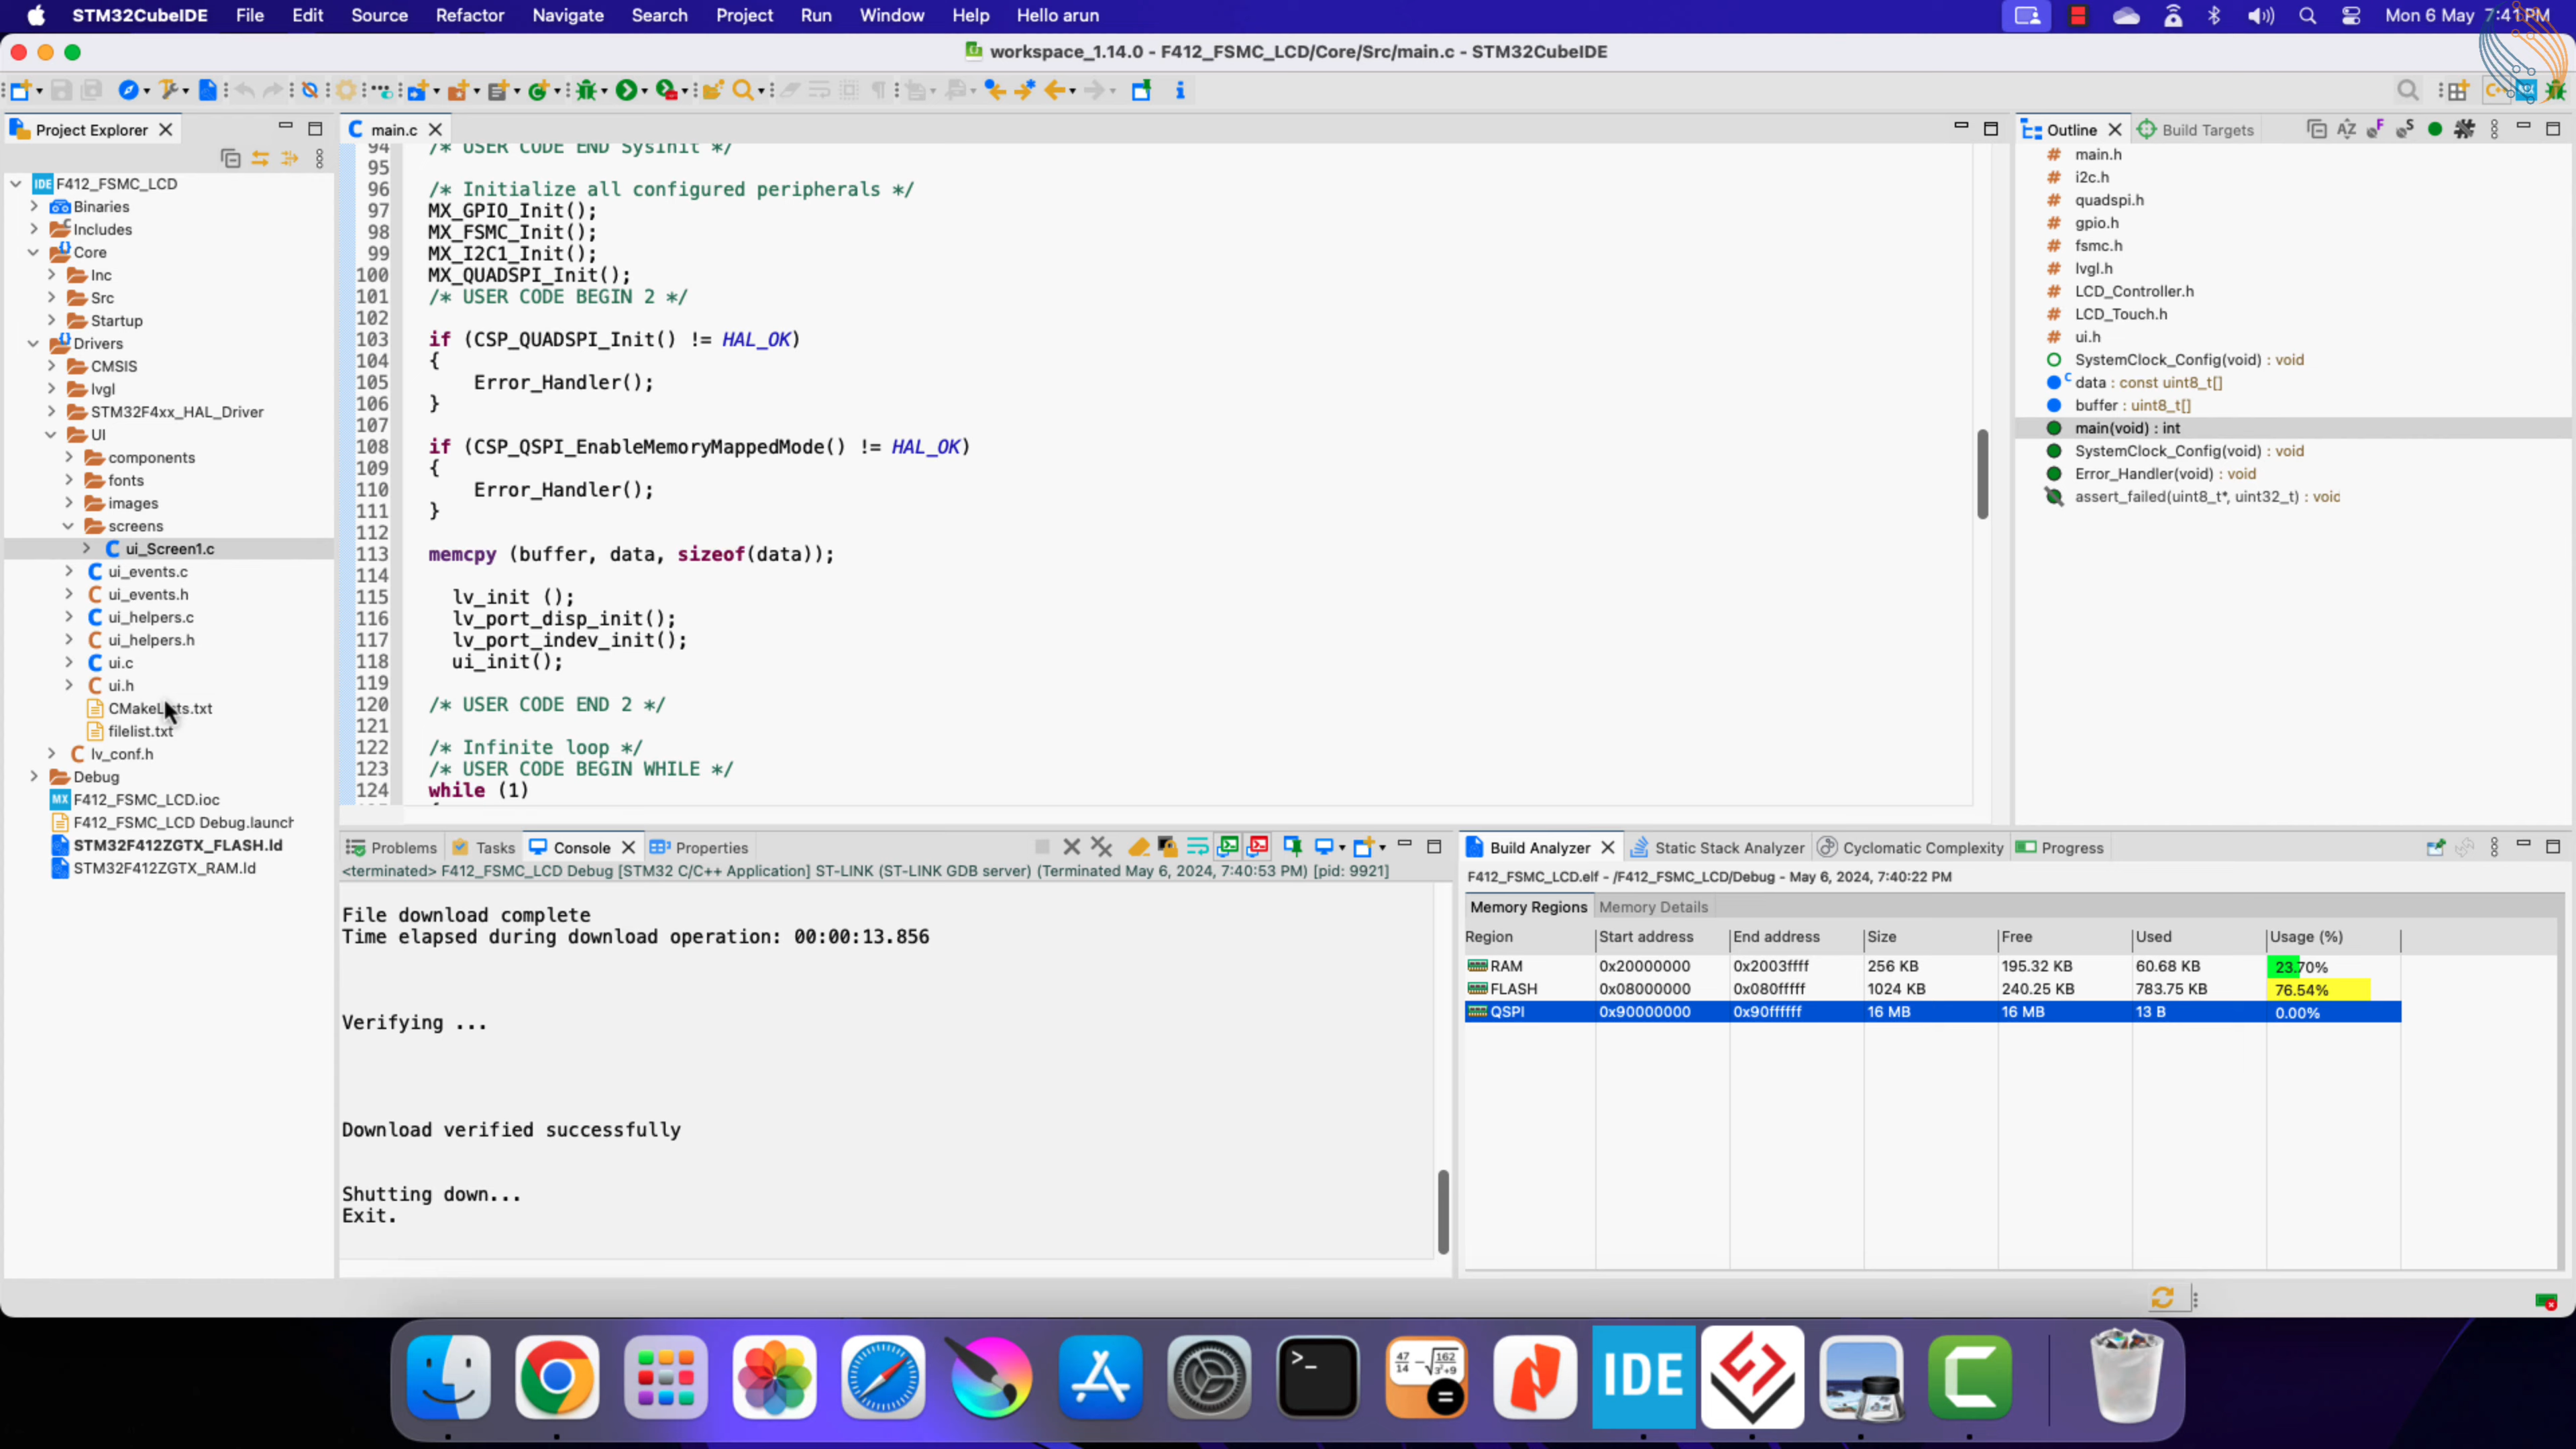 STM32CubeIDE File Edit Source Refactor Navigate Search Project Run Window Help Hello arun Mon 6 May 7:41 PM
workspace_1.14.0 - F412_FSMC_LCD/Core/Src/main.c - STM32CubeIDE
Project Explorer
IDE F412_FSMC_LCD
Binaries
Includes
Core
Inc
Src
Startup
Drivers
CMSIS
lvgl
STM32F4xx_HAL_Driver
UI
components
fonts
images
screens
ui_Screen1.c
ui_events.c
ui_events.h
ui_helpers.c
ui_helpers.h
ui.c
ui.h
CMakeLists.txt
filelist.txt
lv_conf.h
Debug
MX F412_FSMC_LCD.ioc
F412_FSMC_LCD Debug.launch
STM32F412ZGTX_FLASH.ld
STM32F412ZGTX_RAM.ld
main.c
94 /* USER CODE END SysInit */
95
96 /* Initialize all configured peripherals */
97 MX_GPIO_Init();
98 MX_FSMC_Init();
99 MX_I2C1_Init();
100 MX_QUADSPI_Init();
101 /* USER CODE BEGIN 2 */
102
103 if (CSP_QUADSPI_Init() != HAL_OK)
104 {
105 Error_Handler();
106 }
107
108 if (CSP_QSPI_EnableMemoryMappedMode() != HAL_OK)
109 {
110 Error_Handler();
111 }
112
113 memcpy (buffer, data, sizeof(data));
114
115 lv_init ();
116 lv_port_disp_init();
117 lv_port_indev_init();
118 ui_init();
119
120 /* USER CODE END 2 */
121
122 /* Infinite loop */
123 /* USER CODE BEGIN WHILE */
124 while (1)
Outline Build Targets
main.h
i2c.h
quadspi.h
gpio.h
fsmc.h
lvgl.h
LCD_Controller.h
LCD_Touch.h
ui.h
SystemClock_Config(void) : void
data : const uint8_t[]
buffer : uint8_t[]
main(void) : int
SystemClock_Config(void) : void
Error_Handler(void) : void
assert_failed(uint8_t*, uint32_t) : void
Problems Tasks Console Properties
<terminated> F412_FSMC_LCD Debug [STM32 C/C++ Application] ST-LINK (ST-LINK GDB server) (Terminated May 6, 2024, 7:40:53 PM) [pid: 9921]
File download complete
Time elapsed during download operation: 00:00:13.856
Verifying ...
Download verified successfully
Shutting down...
Exit.
Build Analyzer Static Stack Analyzer Cyclomatic Complexity Progress
F412_FSMC_LCD.elf - /F412_FSMC_LCD/Debug - May 6, 2024, 7:40:22 PM
Memory Regions Memory Details
Region Start address End address Size Free Used Usage (%)
RAM 0x20000000 0x2003ffff 256 KB 195.32 KB 60.68 KB 23.70%
FLASH 0x08000000 0x080fffff 1024 KB 240.25 KB 783.75 KB 76.54%
QSPI 0x90000000 0x90ffffff 16 MB 16 MB 13 B 0.00%
IDE